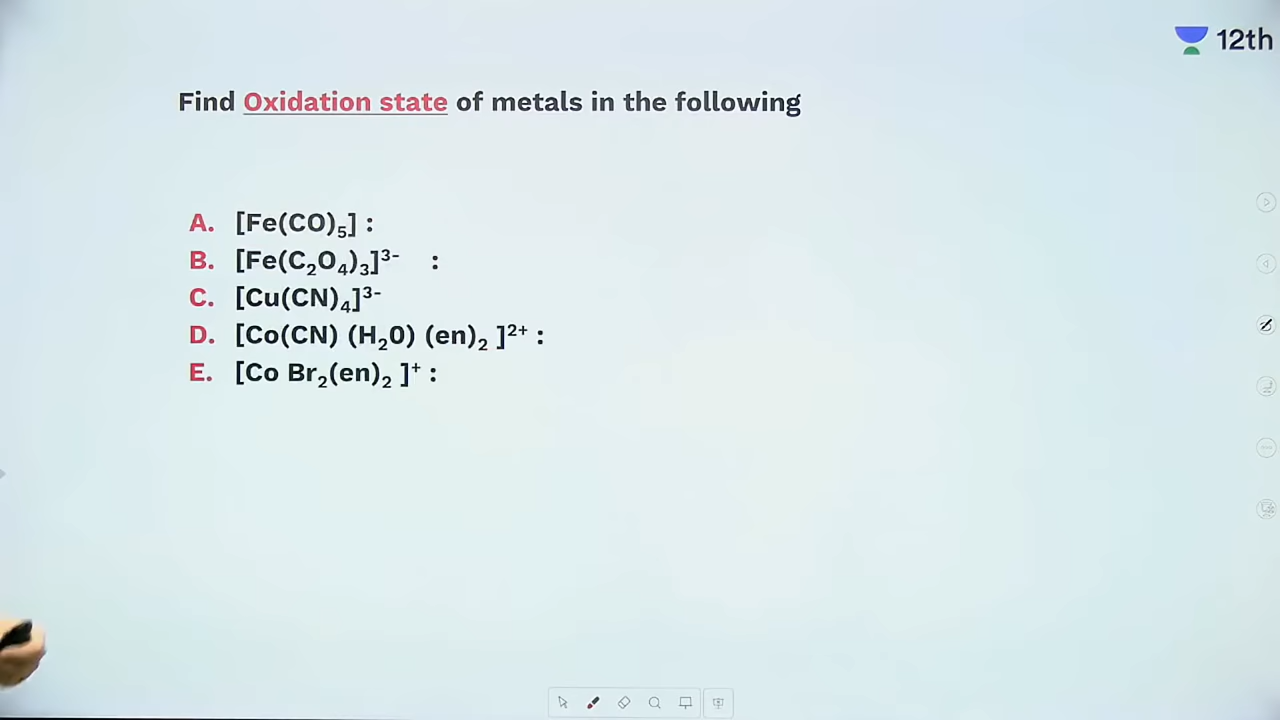 12th
Find Oxidation state of metals in the following
A. [Fe(CO)₅] :
B. [Fe(C₂O₄)₃]³⁻ :
C. [Cu(CN)₄]³⁻
D. [Co(CN) (H₂0) (en)₂ ]²⁺ :
E. [Co Br₂(en)₂ ]⁺ :